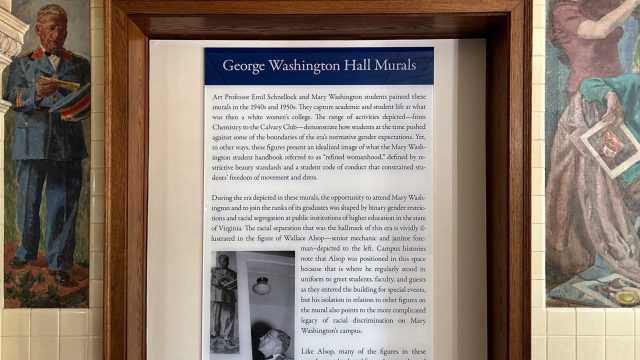 George Washington Hall Murals
Art Professor Emil Schnellock and Mary Washington students painted these
murals in the 1940s and 1950s. They capture academic and student life at what
was then a white women's college. The range of activities depicted—from
Chemistry to the Calvary Club—demonstrate how students at the time pushed
against some of the boundaries of the era's normative gender expectations. Yet,
in other ways, these figures present an idealized image of what the Mary Wash-
ington student handbook referred to as "refined womanhood," defined by re-
strictive beauty standards and a student code of conduct that constrained stu-
dents' freedom of movement and dress.
During the era depicted in these murals, the opportunity to attend Mary Wash-
ington and to join the ranks of its graduates was shaped by binary gender restric-
tions and racial segregation at public institutions of higher education in the state
of Virginia. The racial separation that was the hallmark of this era is vividly il-
lustrated in the figure of Wallace Alsop—senior mechanic and janitor fore-
man–depicted to the left. Campus histories
note that Alsop was positioned in this space
because that is where he regularly stood in
uniform to greet students, faculty, and guests
as they entered the building for special events,
but his isolation in relation to other figures on
the mural also points to the more complicated
legacy of racial discrimination on Mary
Washington's campus.
Like Alsop, many of the figures in these